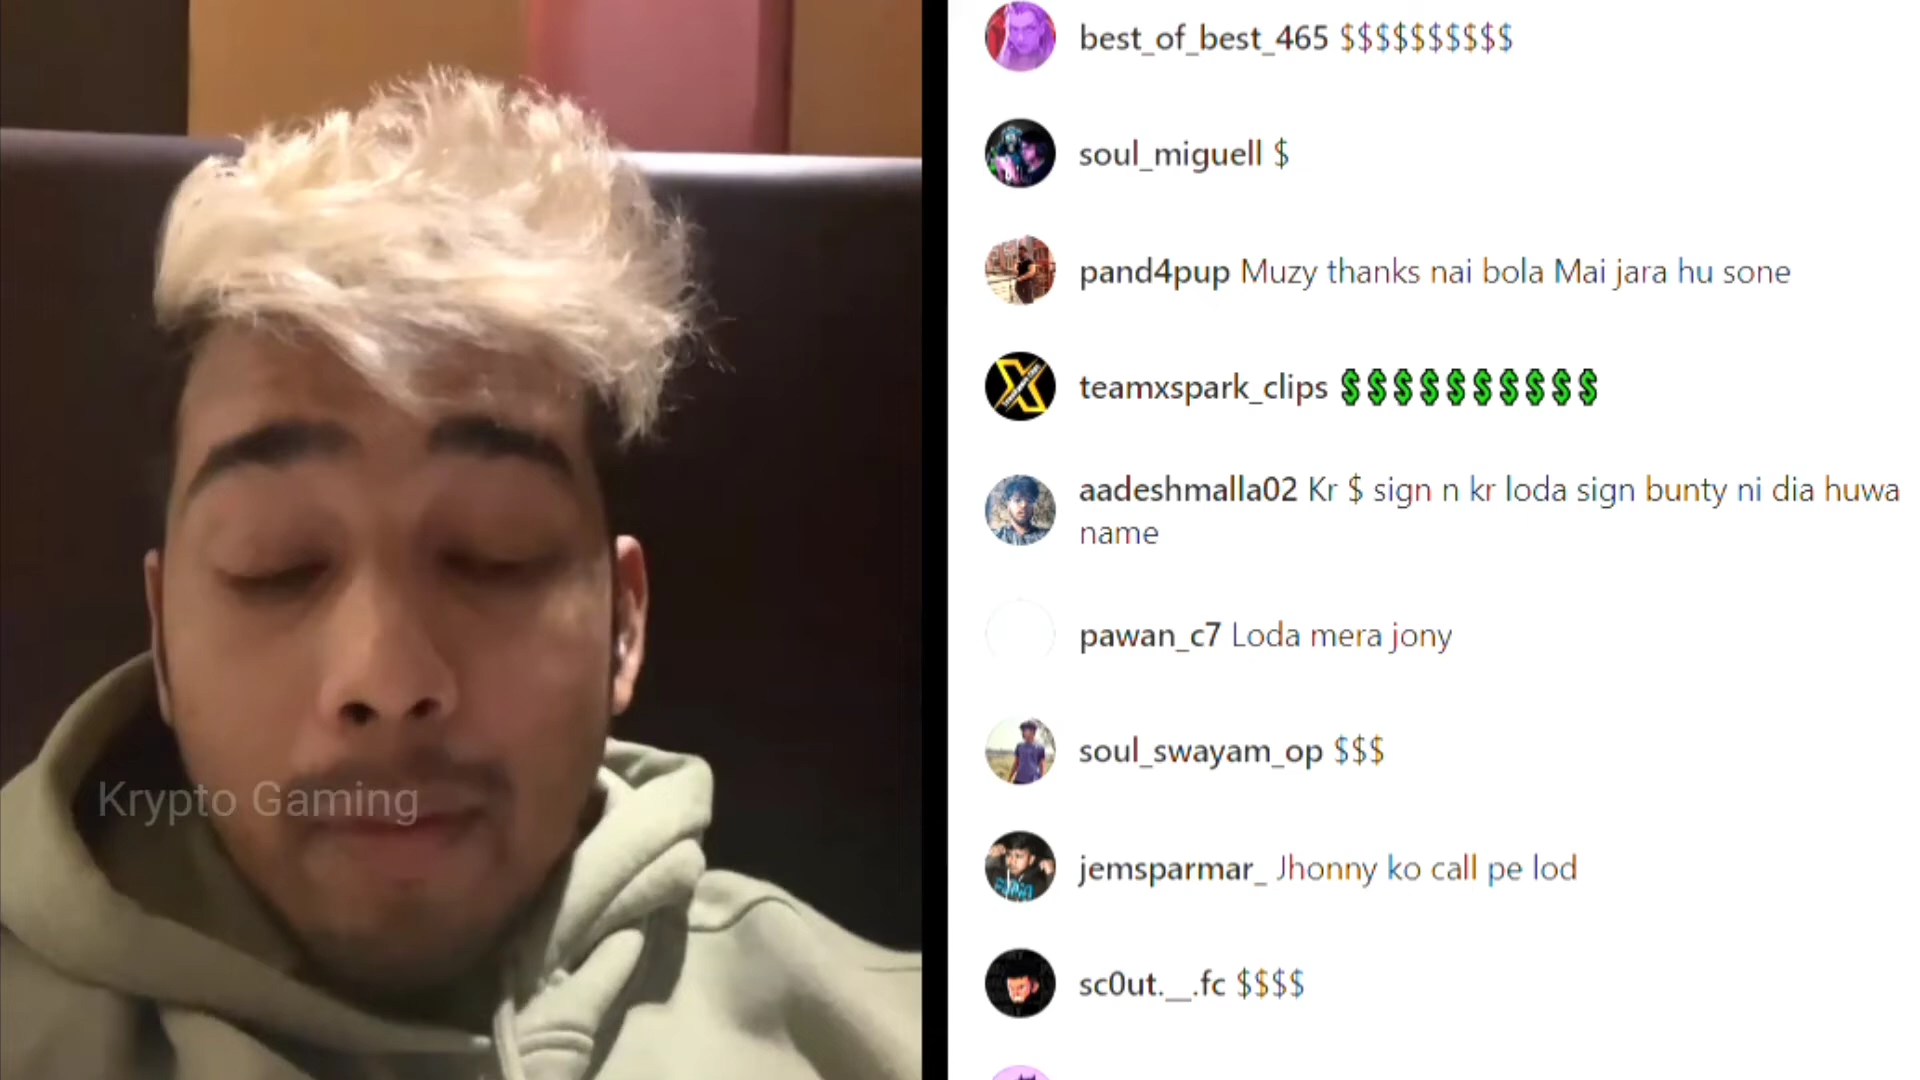 best_of_best_465 $$$$$$$$$$
soul_miguell $
pand4pup Muzy thanks nai bola Mai jara hu sone
teamxspark_clips 💲💲💲💲💲💲💲💲💲💲
aadeshmalla02 Kr $ sign n kr loda sign bunty ni dia huwa
name
pawan_c7 Loda mera jony
soul_swayam_op $$$
Krypto Gaming
jemsparmar_ Jhonny ko call pe lod
sc0ut.__.fc $$$$